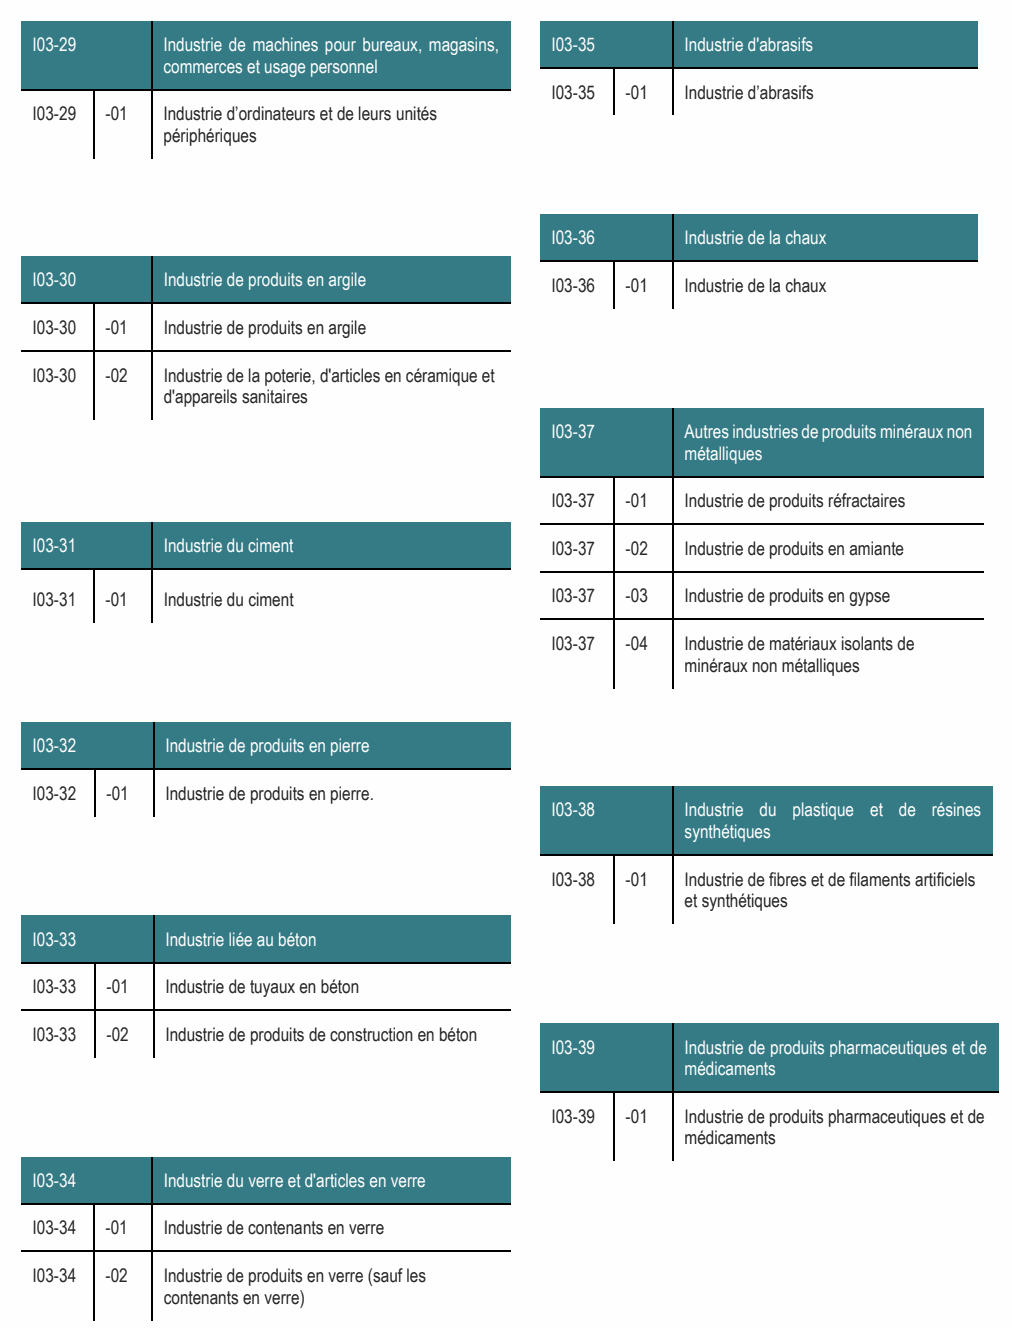 I03-29 Industrie de machines pour bureaux, magasins,
commerces et usage personnel
I03-29 -01 Industrie d’ordinateurs et de leurs unités
périphériques
I03-30 Industrie de produits en argile
I03-30 -01 Industrie de produits en argile
I03-30 -02 Industrie de la poterie, d'articles en céramique et
d'appareils sanitaires
I03-31 Industrie du ciment
I03-31 -01 Industrie du ciment
I03-32 Industrie de produits en pierre
I03-32 -01 Industrie de produits en pierre.
I03-33 Industrie liée au béton
I03-33 -01 Industrie de tuyaux en béton
I03-33 -02 Industrie de produits de construction en béton
I03-34 Industrie du verre et d'articles en verre
I03-34 -01 Industrie de contenants en verre
I03-34 -02 Industrie de produits en verre (sauf les
contenants en verre)
I03-35 Industrie d'abrasifs
I03-35 -01 Industrie d’abrasifs
I03-36 Industrie de la chaux
I03-36 -01 Industrie de la chaux
I03-37 Autres industries de produits minéraux non
métalliques
I03-37 -01 Industrie de produits réfractaires
I03-37 -02 Industrie de produits en amiante
I03-37 -03 Industrie de produits en gypse
I03-37 -04 Industrie de matériaux isolants de
minéraux non métalliques
I03-38 Industrie du plastique et de résines
synthétiques
I03-38 -01 Industrie de fibres et de filaments artificiels
et synthétiques
I03-39 Industrie de produits pharmaceutiques et de
médicaments
I03-39 -01 Industrie de produits pharmaceutiques et de
médicaments